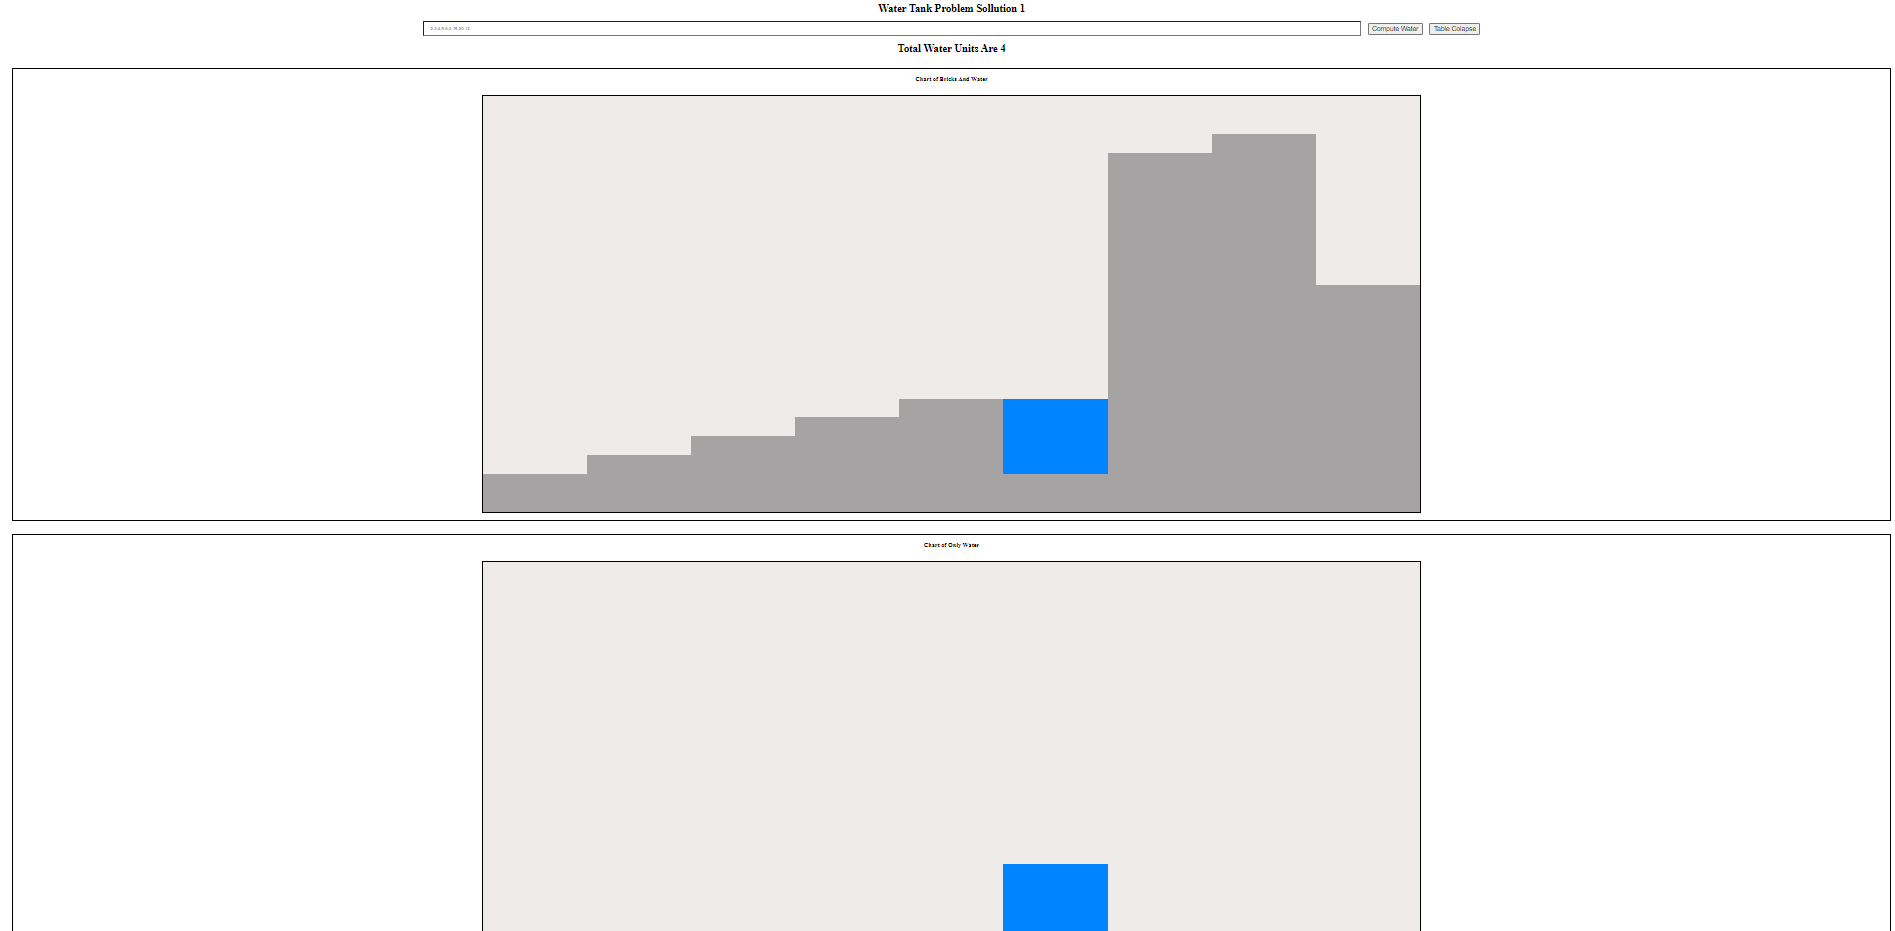 Water Tank Problem Sollution 1
2,3,4,5,6,2,19,20,12
Compute Water
Table Colapse
Total Water Units Are 4
Chart of Bricks And Water
Chart of Only Water